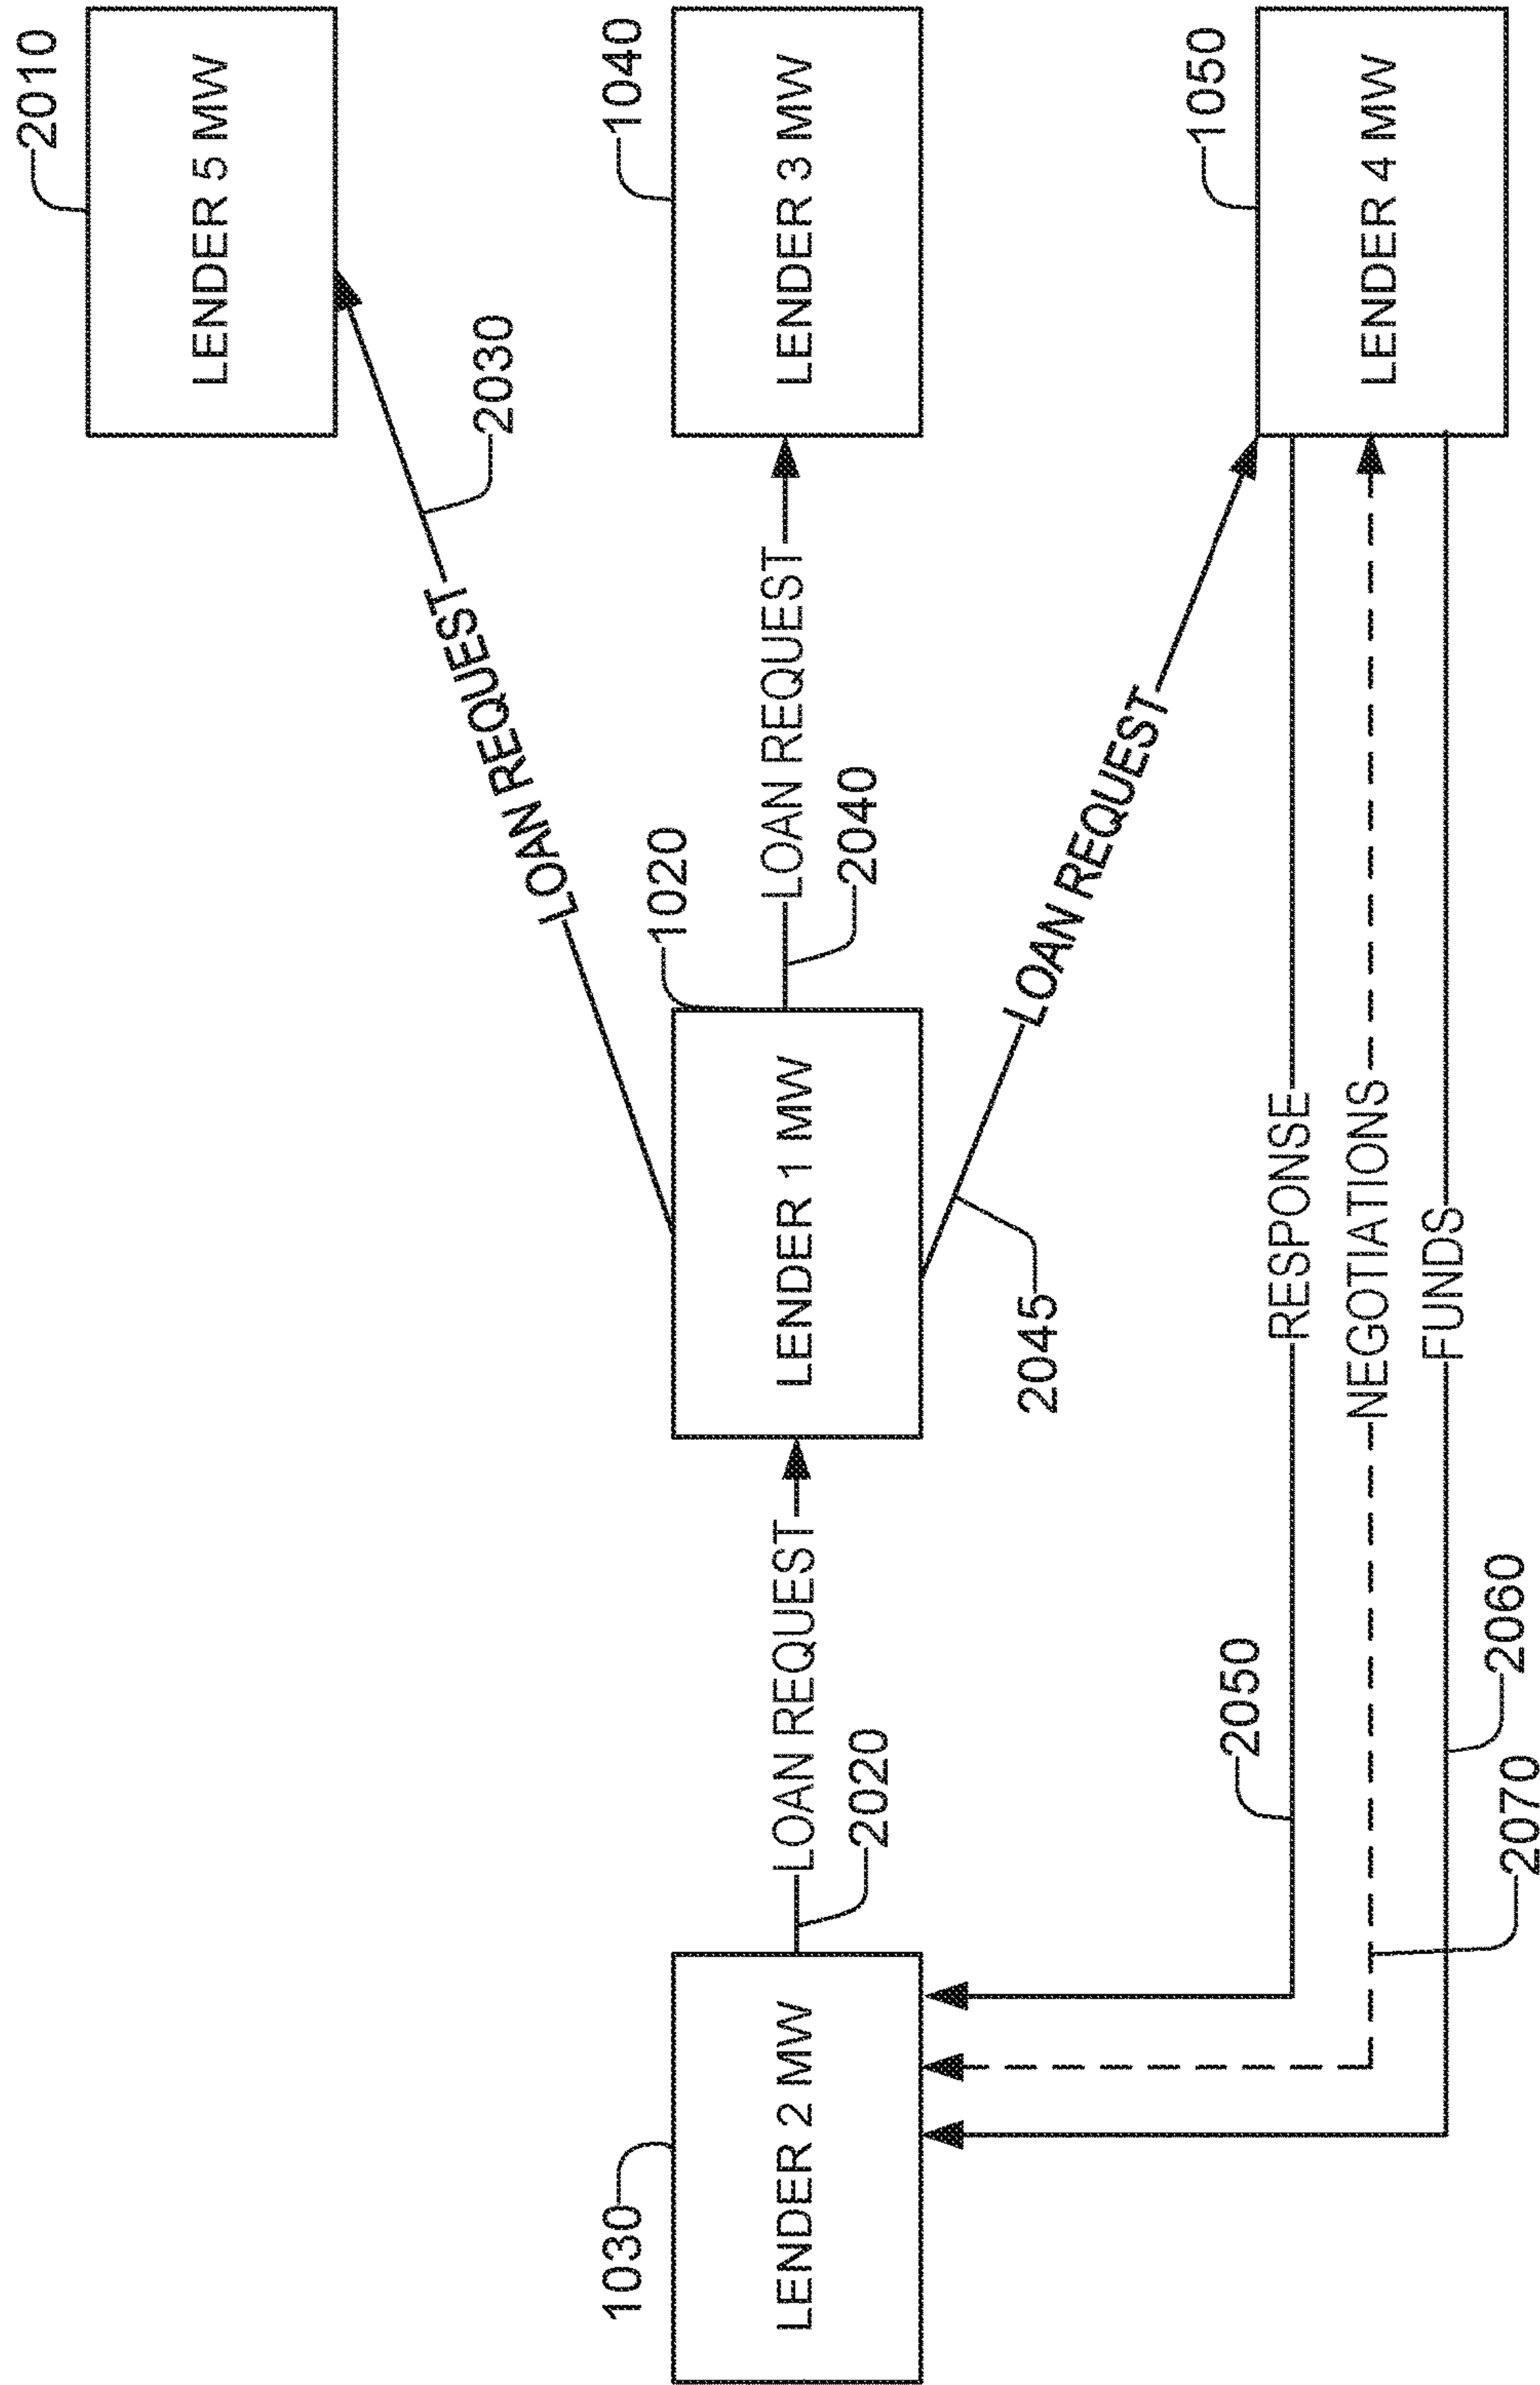 2010
LENDER 5 MW
2030
LOAN REQUEST
1030
LENDER 2 MW
LOAN REQUEST
2020
1020
LENDER 1 MW
LOAN REQUEST
2040
1040
LENDER 3 MW
2045
LOAN REQUEST
1050
LENDER 4 MW
2050
RESPONSE
NEGOTIATIONS
FUNDS
2060
2070